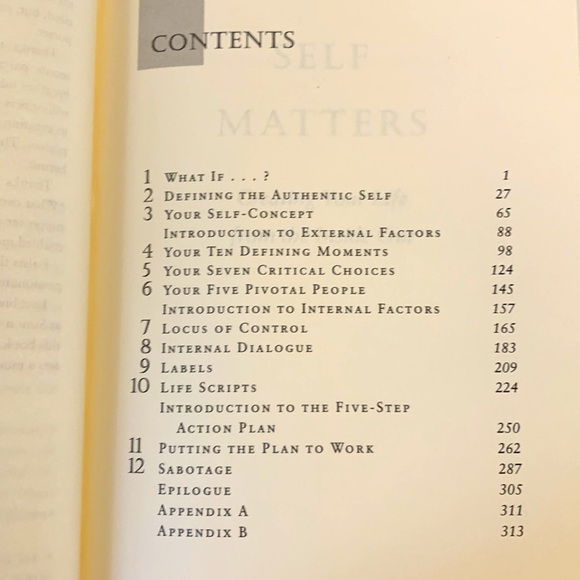 CONTENTS
SELF
MATTERS
1 WHAT IF . . . ? 1
2 DEFINING THE AUTHENTIC SELF 27
3 YOUR SELF-CONCEPT 65
INTRODUCTION TO EXTERNAL FACTORS 88
4 YOUR TEN DEFINING MOMENTS 98
5 YOUR SEVEN CRITICAL CHOICES 124
6 YOUR FIVE PIVOTAL PEOPLE 145
INTRODUCTION TO INTERNAL FACTORS 157
7 LOCUS OF CONTROL 165
8 INTERNAL DIALOGUE 183
9 LABELS 209
10 LIFE SCRIPTS 224
INTRODUCTION TO THE FIVE-STEP
ACTION PLAN 250
11 PUTTING THE PLAN TO WORK 262
12 SABOTAGE 287
EPILOGUE 305
APPENDIX A 311
APPENDIX B 313